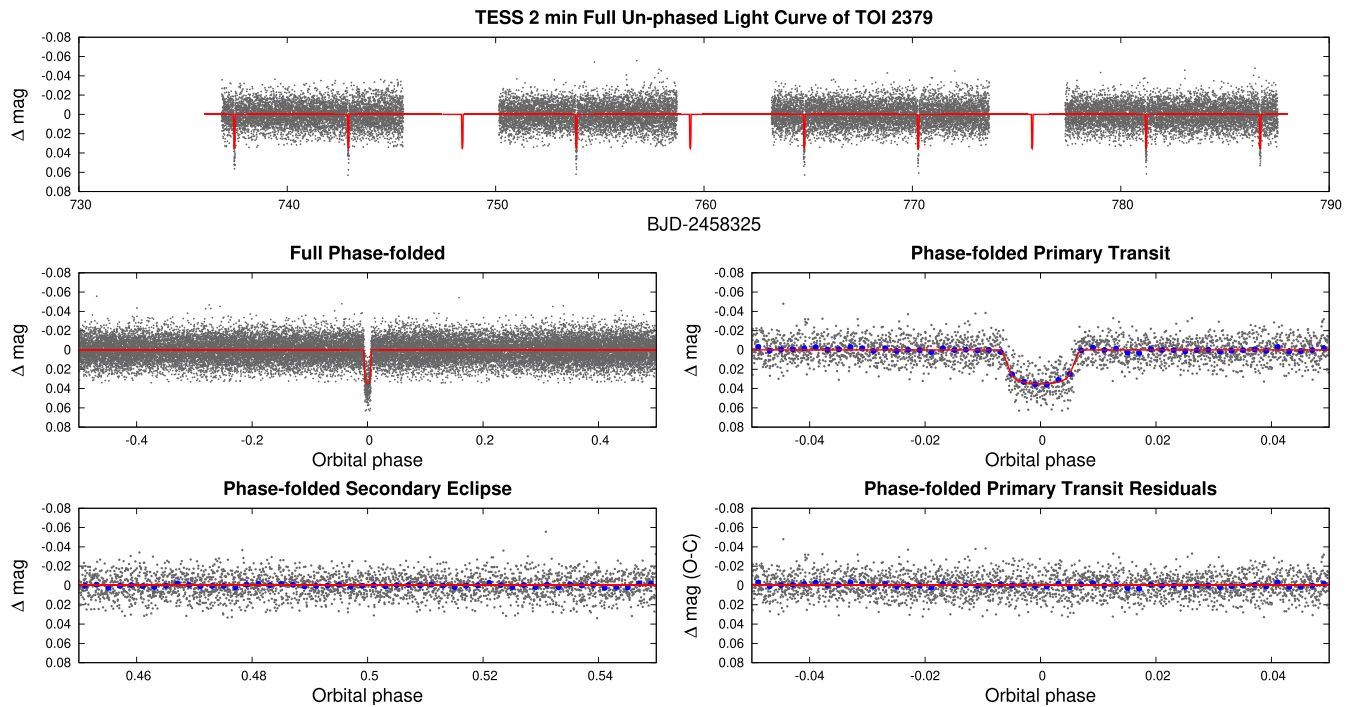 TESS 2 min Full Un-phased Light Curve of TOI 2379
-0.08
-0.06
-0.04
-0.02
0
0.02
0.04
0.06
0.08
Δ mag
730 740 750 760 770 780 790
BJD-2458325
Full Phase-folded
-0.08
-0.06
-0.04
-0.02
0
0.02
0.04
0.06
0.08
Δ mag
-0.4 -0.2 0 0.2 0.4
Orbital phase
Phase-folded Primary Transit
-0.08
-0.06
-0.04
-0.02
0
0.02
0.04
0.06
0.08
Δ mag
-0.04 -0.02 0 0.02 0.04
Orbital phase
Phase-folded Secondary Eclipse
-0.08
-0.06
-0.04
-0.02
0
0.02
0.04
0.06
0.08
Δ mag
0.46 0.48 0.5 0.52 0.54
Orbital phase
Phase-folded Primary Transit Residuals
-0.08
-0.06
-0.04
-0.02
0
0.02
0.04
0.06
0.08
Δ mag (O-C)
-0.04 -0.02 0 0.02 0.04
Orbital phase